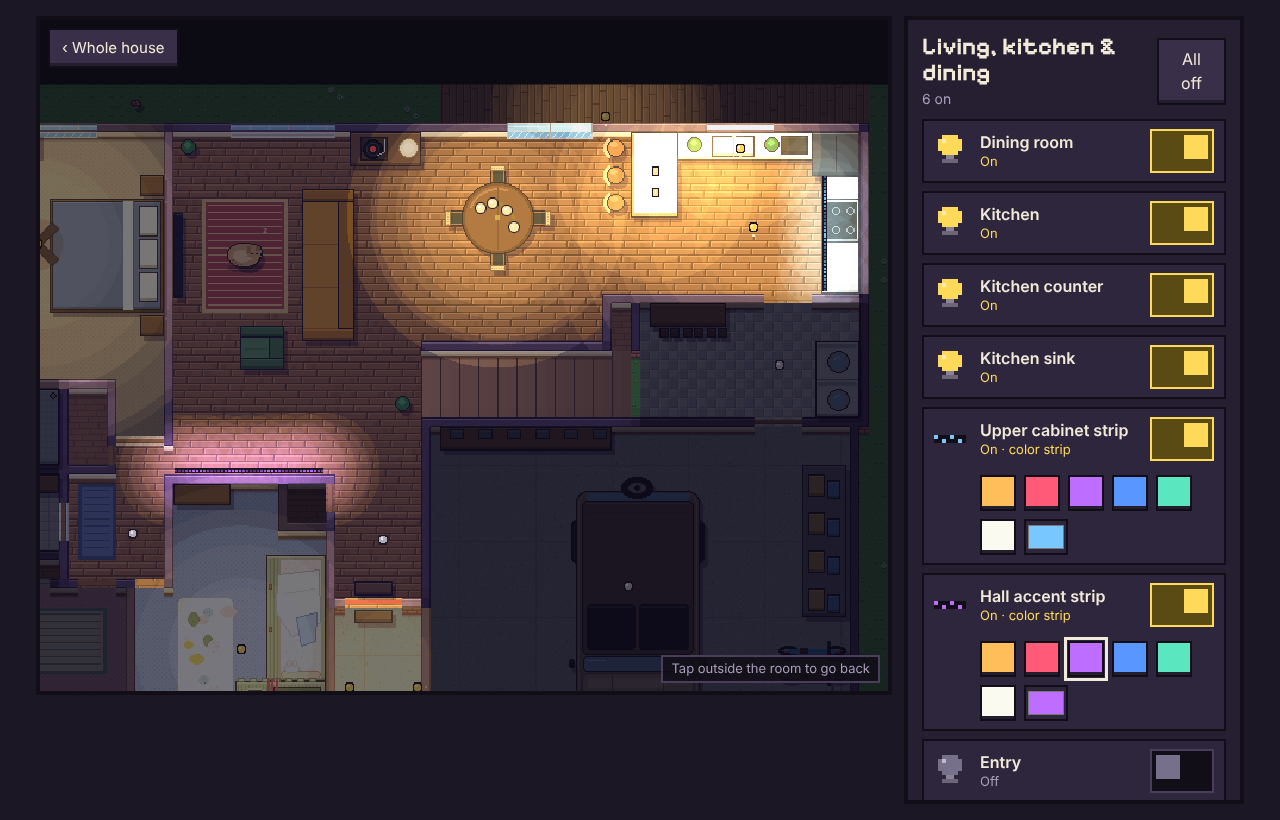 ‹ Whole house
Living, kitchen &
dining
6 on
All
off
Dining room
On
Kitchen
On
Kitchen counter
On
Kitchen sink
On
Upper cabinet strip
On · color strip
Hall accent strip
On · color strip
Entry
Off
Tap outside the room to go back